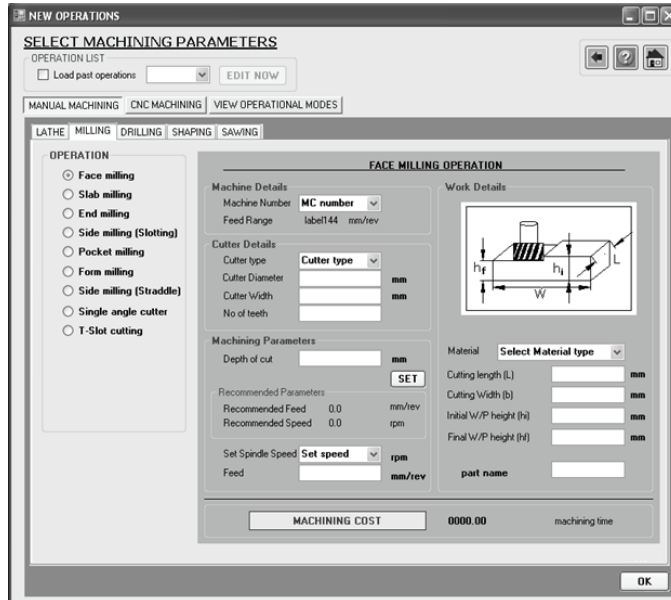 NEW OPERATIONS
SELECT MACHINING PARAMETERS
OPERATION LIST
Load past operations
EDIT NOW
MANUAL MACHINING CNC MACHINING VIEW OPERATIONAL MODES
LATHE MILLING DRILLING SHAPING SAWING
OPERATION
Face milling
Slab milling
End milling
Side milling (Slotting)
Pocket milling
Form milling
Side milling (Straddle)
Single angle cutter
T-Slot cutting
FACE MILLING OPERATION
Machine Details
Machine Number MC number
Feed Range label144 mm/rev
Cutter Details
Cutter type Cutter type
Cutter Diameter mm
Cutter Width mm
No of teeth
Machining Parameters
Depth of cut mm
SET
Recommended Parameters
Recommended Feed 0.0 mm/rev
Recommended Speed 0.0 rpm
Set Spindle Speed Set speed rpm
Feed mm/rev
Work Details
hf hi L
W
Material Select Material type
Cutting length (L) mm
Cutting Width (b) mm
Initial W/P height (hi) mm
Final W/P height (hf) mm
part name
MACHINING COST 0000.00 machining time
OK